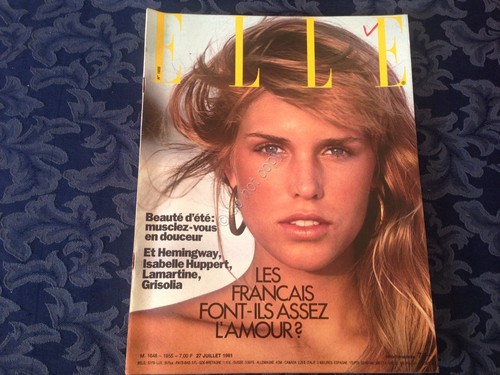 ELLE
Beauté d'été:
musclez-vous
en douceur
Et Hemingway,
Isabelle Huppert,
Lamartine,
Grisolia
LES
FRANÇAIS
FONT-ILS ASSEZ
L'AMOUR?
27 JUILLET 1981